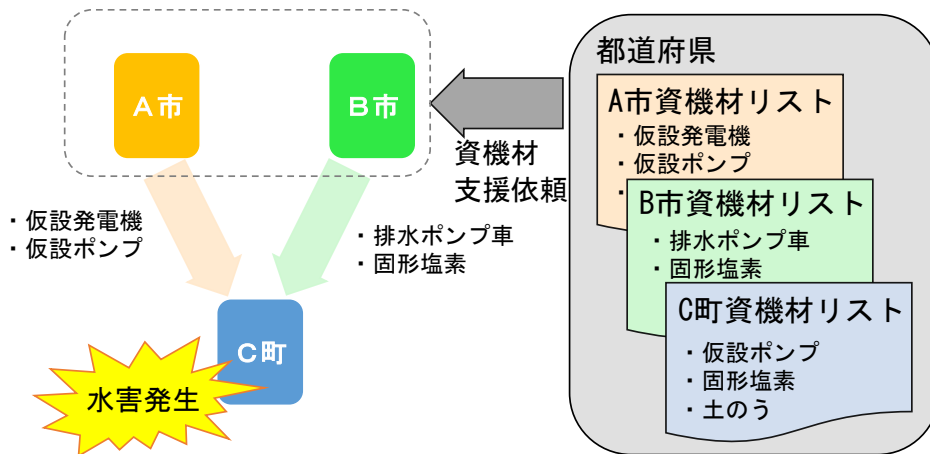 A市
B市
・仮設発電機
・仮設ポンプ
・排水ポンプ車
・固形塩素
C町
水害発生
資機材
支援依頼
都道府県
A市資機材リスト
・仮設発電機
・仮設ポンプ
・
B市資機材リスト
・排水ポンプ車
・固形塩素
C町資機材リスト
・仮設ポンプ
・固形塩素
・土のう